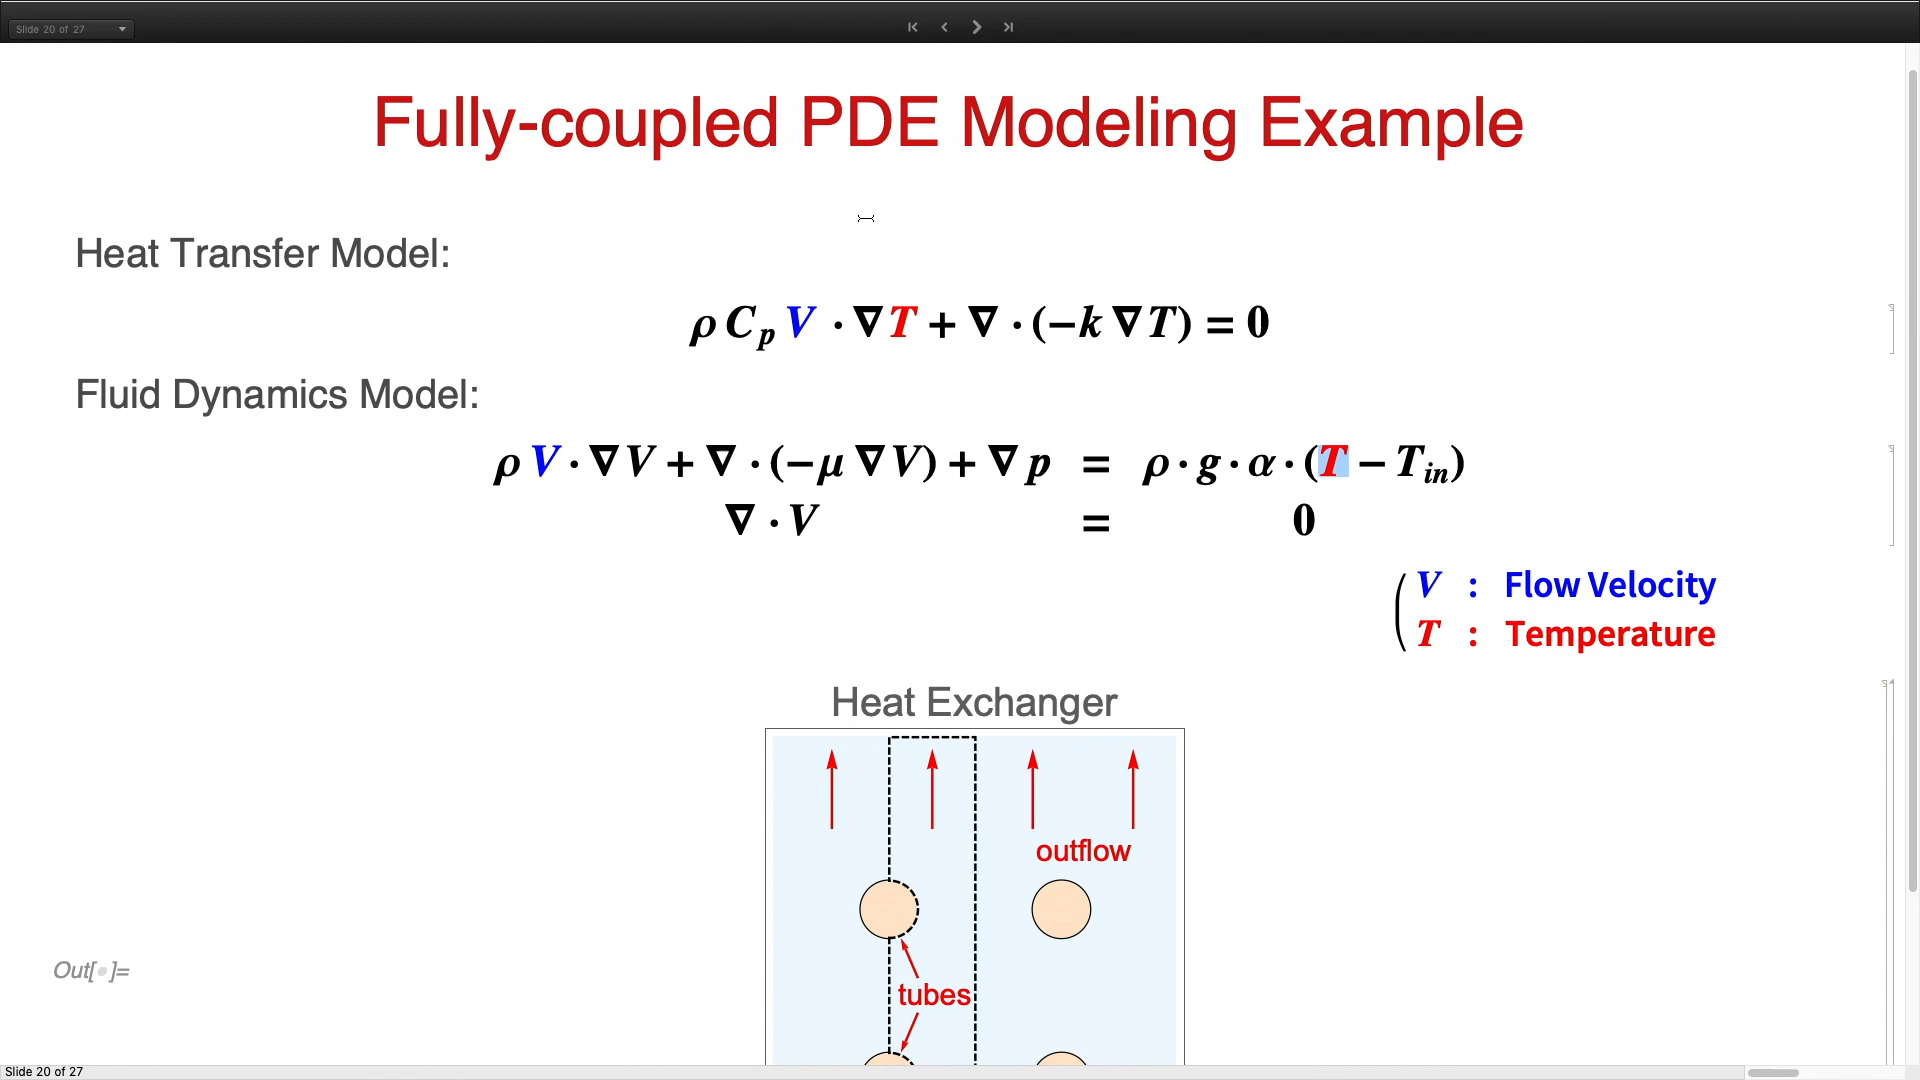 Slide 20 of 27
Fully-coupled PDE Modeling Example
Heat Transfer Model:
ρ C_p V · ∇ T + ∇ · (−k ∇ T) = 0
Fluid Dynamics Model:
ρ V · ∇ V + ∇ · (−μ ∇ V) + ∇ p = ρ · g · α · (T − T_in)
∇ · V = 0
( V : Flow Velocity
T : Temperature
Heat Exchanger
outflow
tubes
Out[ ]=
Slide 20 of 27